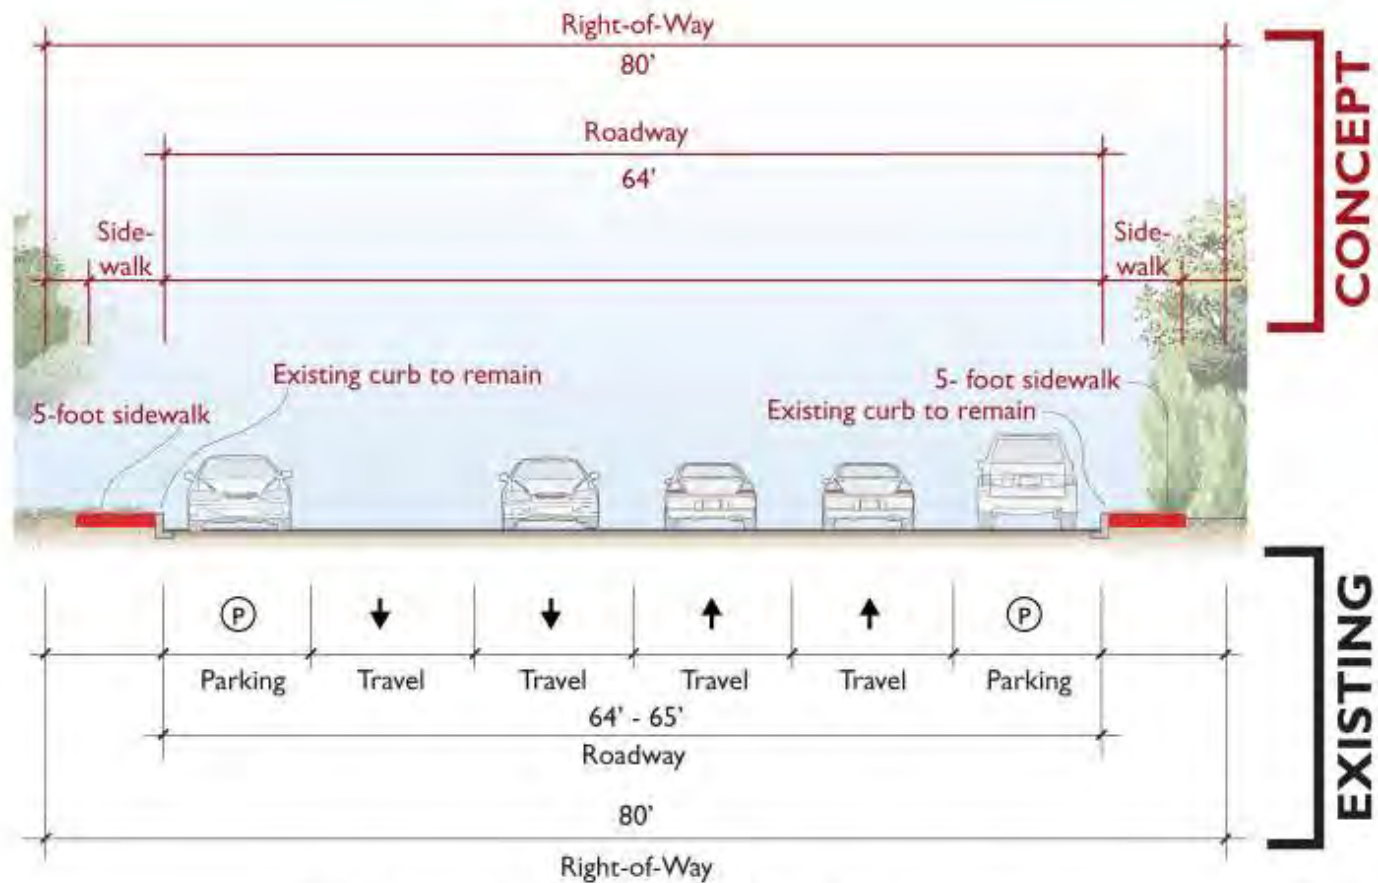 Right-of-Way
80’
Roadway
64’
Side-
walk
Side-
walk
CONCEPT
Existing curb to remain
5-foot sidewalk
5- foot sidewalk
Existing curb to remain
P
P
Parking
Travel
Travel
Travel
Travel
Parking
64’ - 65’
Roadway
80’
Right-of-Way
EXISTING